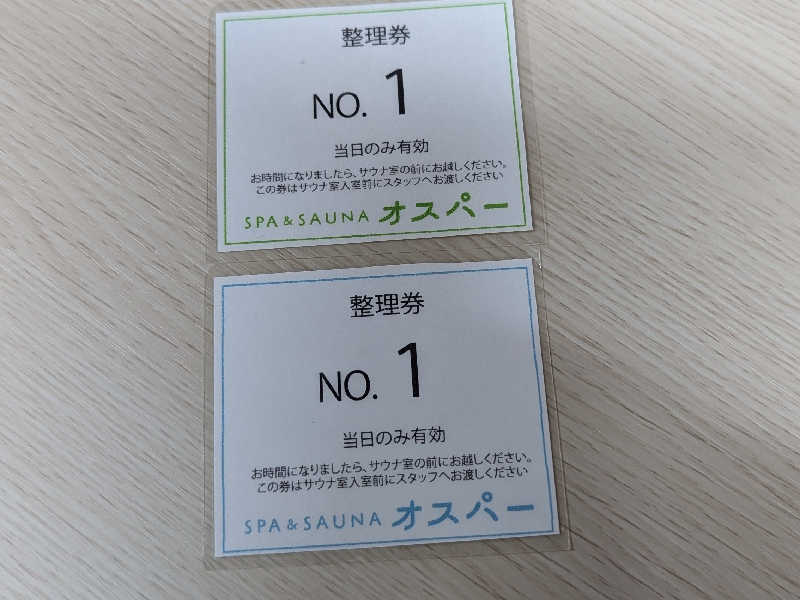 整理券
NO. 1
当日のみ有効
お時間になりましたら、サウナ室の前にお越しください。
この券はサウナ室入室前にスタッフへお渡しください
SPA & SAUNA オスパー
整理券
NO. 1
当日のみ有効
お時間になりましたら、サウナ室の前にお越しください。
この券はサウナ室入室前にスタッフへお渡しください
SPA & SAUNA オスパー